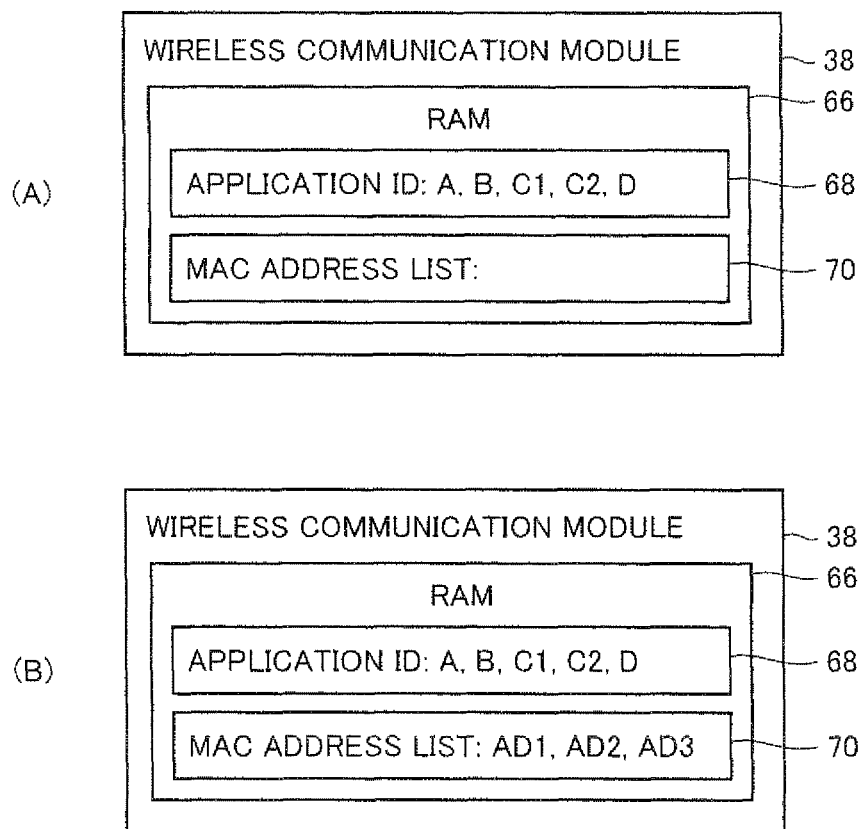 WIRELESS COMMUNICATION MODULE
38
66
RAM
(A)
APPLICATION ID: A, B, C1, C2, D
68
MAC ADDRESS LIST:
70
WIRELESS COMMUNICATION MODULE
38
66
RAM
(B)
APPLICATION ID: A, B, C1, C2, D
68
MAC ADDRESS LIST: AD1, AD2, AD3
70